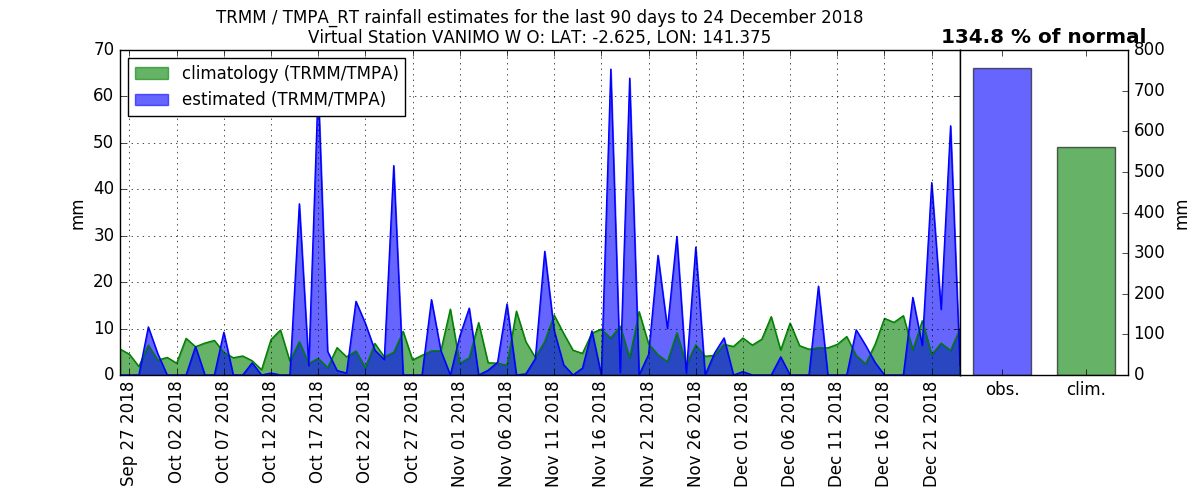 TRMM / TMPA_RT rainfall estimates for the last 90 days to 24 December 2018
Virtual Station VANIMO W O: LAT: -2.625, LON: 141.375
134.8 % of normal
climatology (TRMM/TMPA)
estimated (TRMM/TMPA)
70
60
50
40
30
20
10
0
mm
Sep 27 2018
Oct 02 2018
Oct 07 2018
Oct 12 2018
Oct 17 2018
Oct 22 2018
Oct 27 2018
Nov 01 2018
Nov 06 2018
Nov 11 2018
Nov 16 2018
Nov 21 2018
Nov 26 2018
Dec 01 2018
Dec 06 2018
Dec 11 2018
Dec 16 2018
Dec 21 2018
obs.
clim.
800
700
600
500
400
300
200
100
0
mm